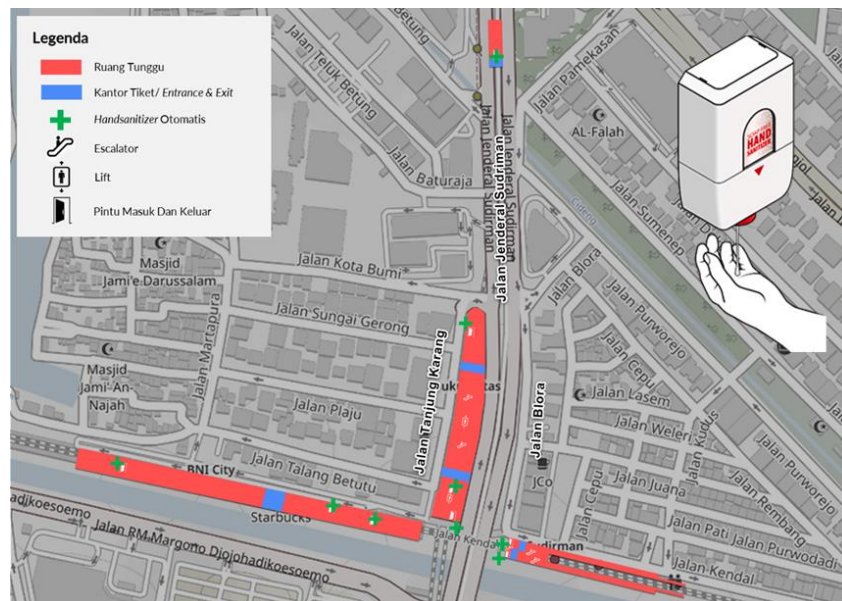 Legenda
Ruang Tunggu
Kantor Tiket/ Entrance & Exit
Handsanitizer Otomatis
Escalator
Lift
Pintu Masuk Dan Keluar
Jalan Teluk Betung
Jalan Baturaja
Jalan Jenderal Sudirman
Jalan Jenderal Sudirman
Jalan Jenderal Sudriman
Jalan Pamekasan
AL-Falah
HAND
SANITIZER
Cideng
Jalan Sumenep
Jalan Kota Bumi
Masjid
Jami'e Darussalam
Jalan Martapura
Jalan Sungai Gerong
Jalan Tanjung Karang
Jalan Blora
Jalan Purworejo
Jalan Cepu
Jalan Lasem
Masjid
Jami' An-
Najah
Jalan Plaju
Jalan Blora
Jalan Kudus
Jalan Talang Betutu
BNI City
Starbucks
JCo
Cepu
Jalan Juana
Jalan Rembang
Jalan Purworejo
Jalan Pati
Jalan Purwodadi
Jalan Kendal
Sudirman
Jalan Kendal
Jalan RM Margono Djojohadikoesoemo